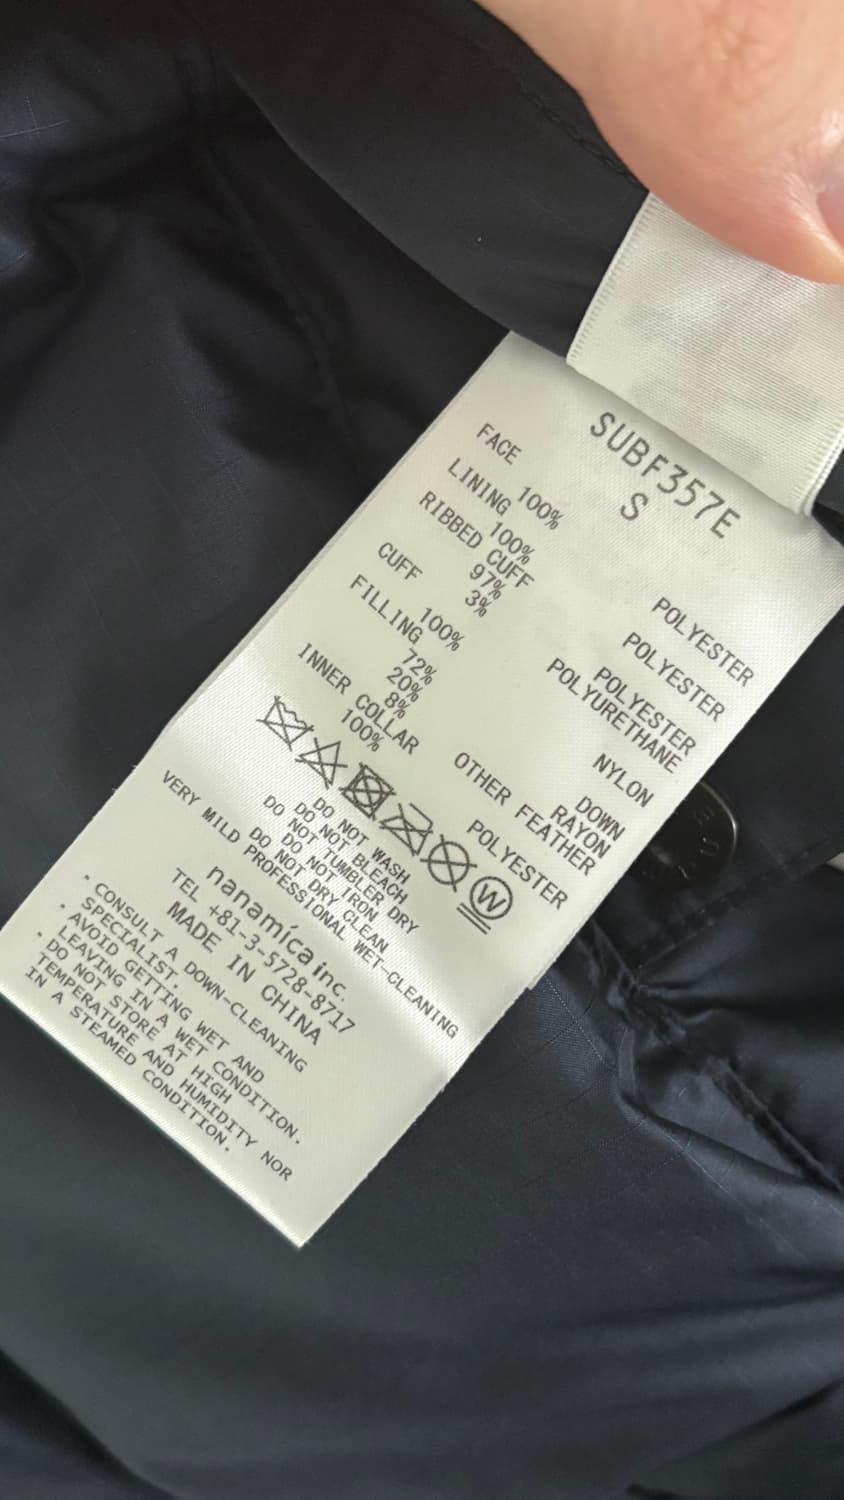 SUBF357E
S
FACE
100% POLYESTER
LINING
100% POLYESTER
RIBBED CUFF
97% POLYESTER
3% POLYURETHANE
CUFF
100% NYLON
FILLING
72% DOWN
20% RAYON
8% OTHER FEATHER
INNER COLLAR
100% POLYESTER
W
DO NOT WASH
DO NOT BLEACH
DO NOT TUMBLER DRY
DO NOT IRON
DO NOT DRY CLEAN
VERY MILD PROFESSIONAL WET-CLEANING
nanamíca inc.
TEL +81-3-5728-8717
MADE IN CHINA
・CONSULT A DOWN-CLEANING
SPECIALIST.
・AVOID GETTING WET AND
LEAVING IN A WET CONDITION.
・DO NOT STORE AT HIGH
TEMPERATURE AND HUMIDITY NOR
IN A STEAMED CONDITION.